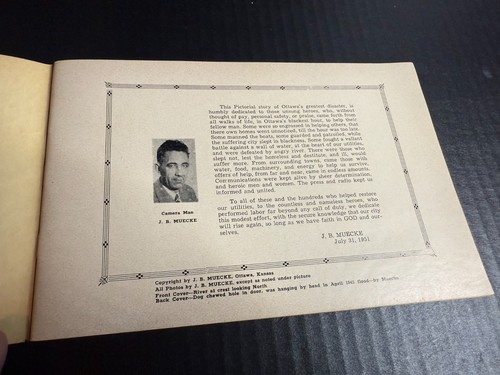 This Pictorial story of Ottawa's greatest disaster, is
humbly dedicated to those unsung heroes, who, without
thought of pay, personal safety, or praise, came forth from
all walks of life, in Ottawa's blackest hour, to help their
fellow man. Some were so engrossed in helping others, that
there own homes went unnoticed, till the hour was too late.
Some manned the boats, some guarded and patrolled, while
the suffering city slept in blackness. Some fought a valiant
battle against a wall of water, at the heart of our utilities,
and were defeated by angry river. There were those who
slept not, lest the homeless and destitute, and ill, would
suffer more. From surrounding towns, came those with
water, food, machinery, and energy to help us survive.
offers of help, from far and near, came in endless amounts.
Communications were kept alive by sheer determination,
and heroic men and women. The press and radio kept us
informed and united.
To all of these and the hundreds who helped restore
our utilities, to the countless and nameless heroes, who
performed labor far beyond any call of duty, we dedicate
this modest effort, with the secure knowledge that our city
will rise again, so long as we have faith in GOD and our-
selves.
J. B. MUECKE
July 31, 1951
Camera Man
J. B. MUECKE
Copyright by J. B. MUECKE, Ottawa, Kansas
All Photos by J. B. MUECKE, except as noted under picture
Front Cover—River at crest looking North
Back Cover—Dog chewed hole in door, was hanging by head in April 1951 flood—by Muecke